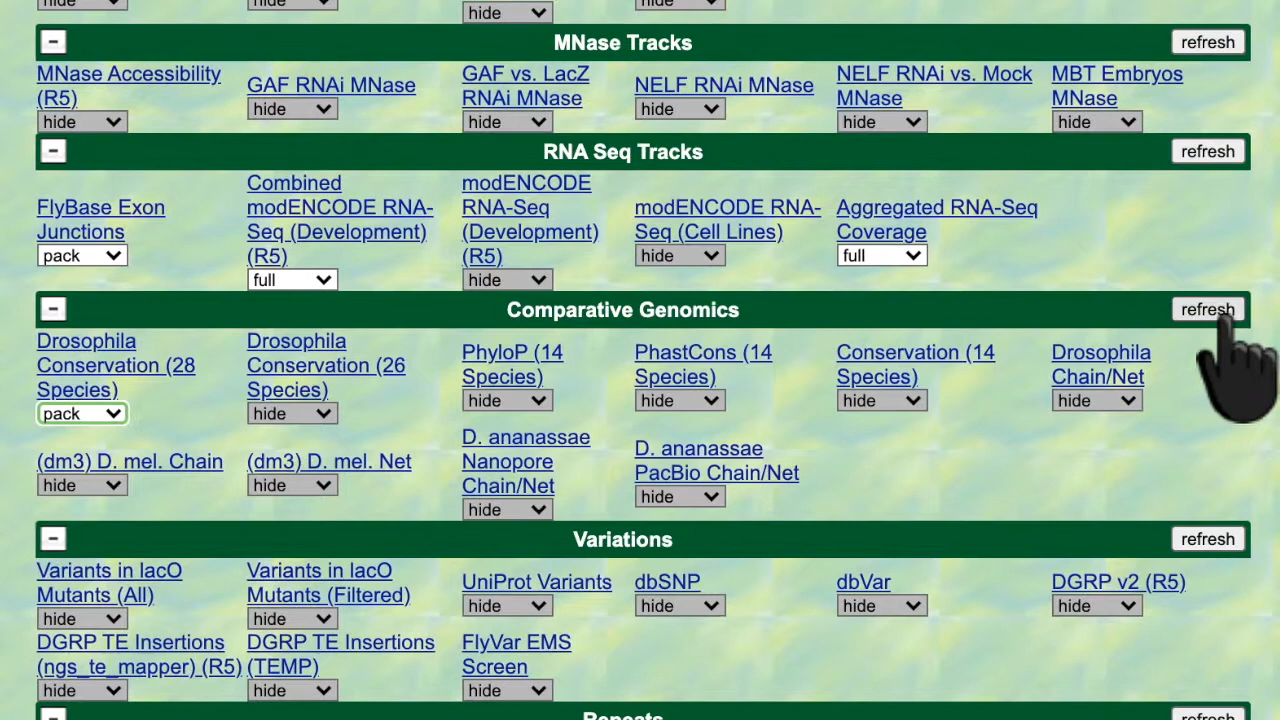 hide hide hide hide
- MNase Tracks refresh
MNase Accessibility (R5) hide
GAF RNAi MNase hide
GAF vs. LacZ RNAi MNase hide
NELF RNAi MNase hide
NELF RNAi vs. Mock MNase hide
MBT Embryos MNase hide
- RNA Seq Tracks refresh
FlyBase Exon Junctions pack
Combined modENCODE RNA-Seq (Development) (R5) full
modENCODE RNA-Seq (Development) (R5) hide
modENCODE RNA-Seq (Cell Lines) hide
Aggregated RNA-Seq Coverage full
- Comparative Genomics refresh
Drosophila Conservation (28 Species) pack
Drosophila Conservation (26 Species) hide
PhyloP (14 Species) hide
PhastCons (14 Species) hide
Conservation (14 Species) hide
Drosophila Chain/Net hide
(dm3) D. mel. Chain hide
(dm3) D. mel. Net hide
D. ananassae Nanopore Chain/Net hide
D. ananassae PacBio Chain/Net hide
- Variations refresh
Variants in lacO Mutants (All) hide
Variants in lacO Mutants (Filtered) hide
UniProt Variants hide
dbSNP hide
dbVar hide
DGRP v2 (R5) hide
DGRP TE Insertions (ngs_te_mapper) (R5) hide
DGRP TE Insertions (TEMP) hide
FlyVar EMS Screen hide
- Repeats refresh